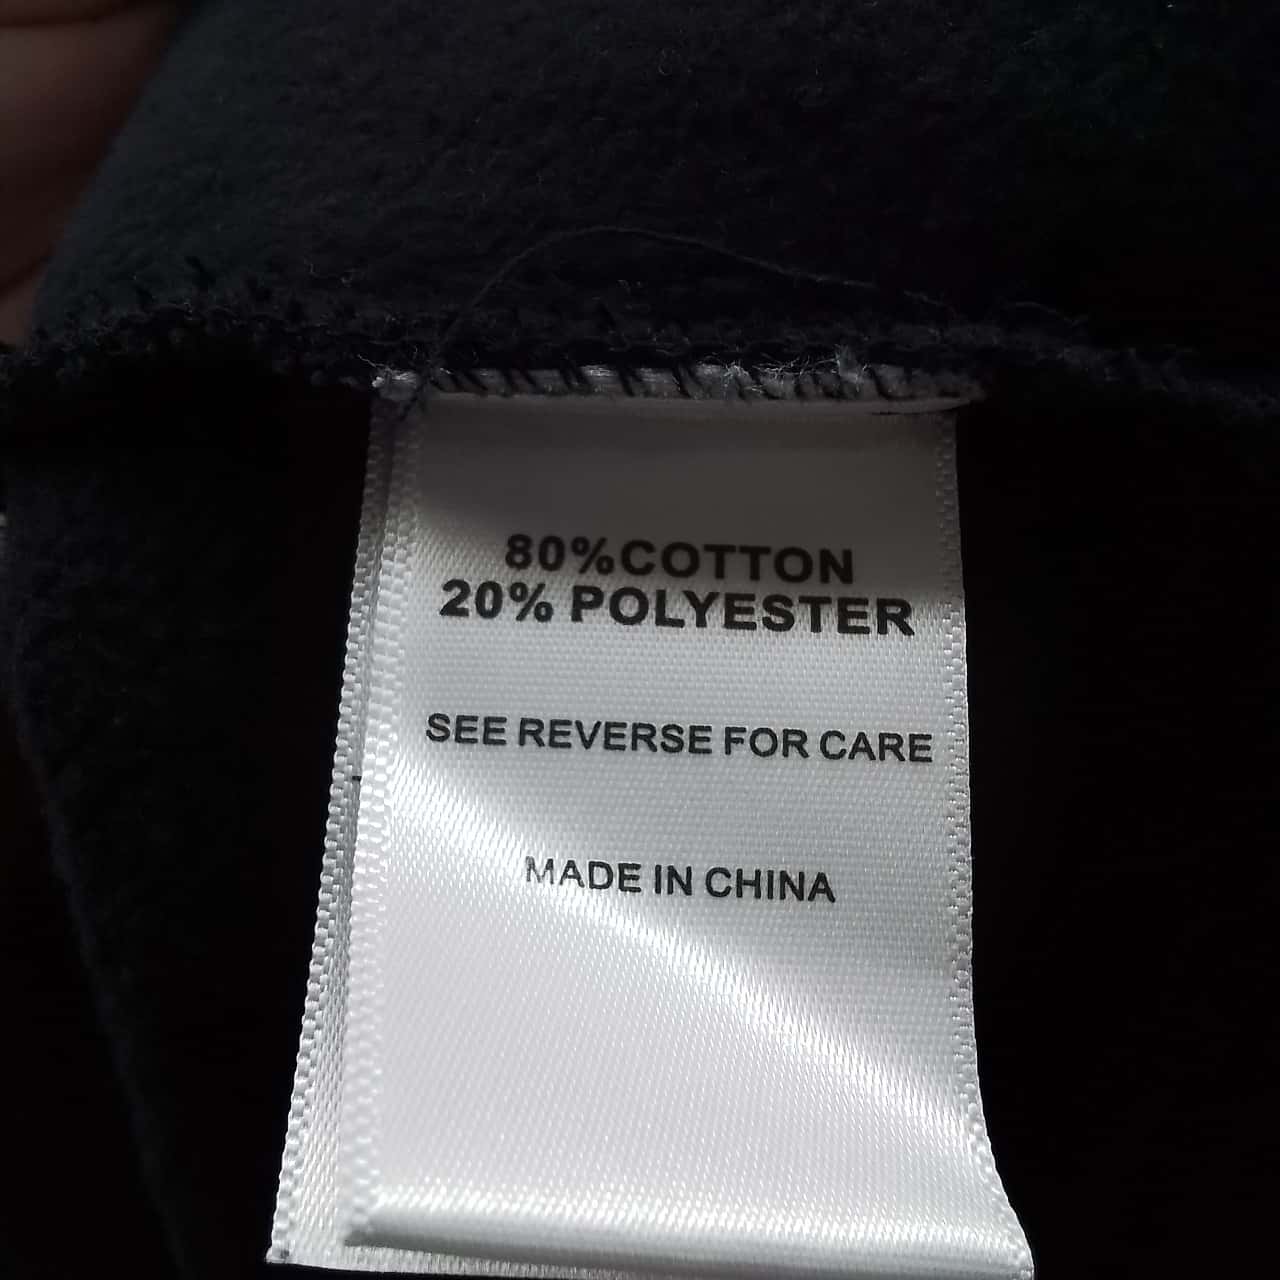 80%COTTON
20% POLYESTER
SEE REVERSE FOR CARE
MADE IN CHINA